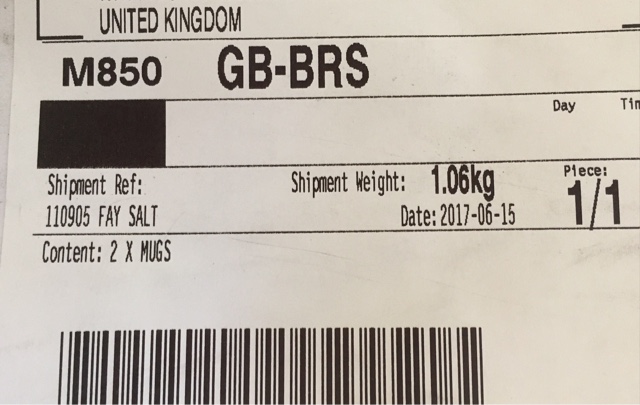 UNITED KINGDOM
M850 GB-BRS
Day
Shipment Ref: Shipment Weight: 1.06kg Piece:
110905 FAY SALT Date: 2017-06-15 1/1
Content: 2 X MUGS